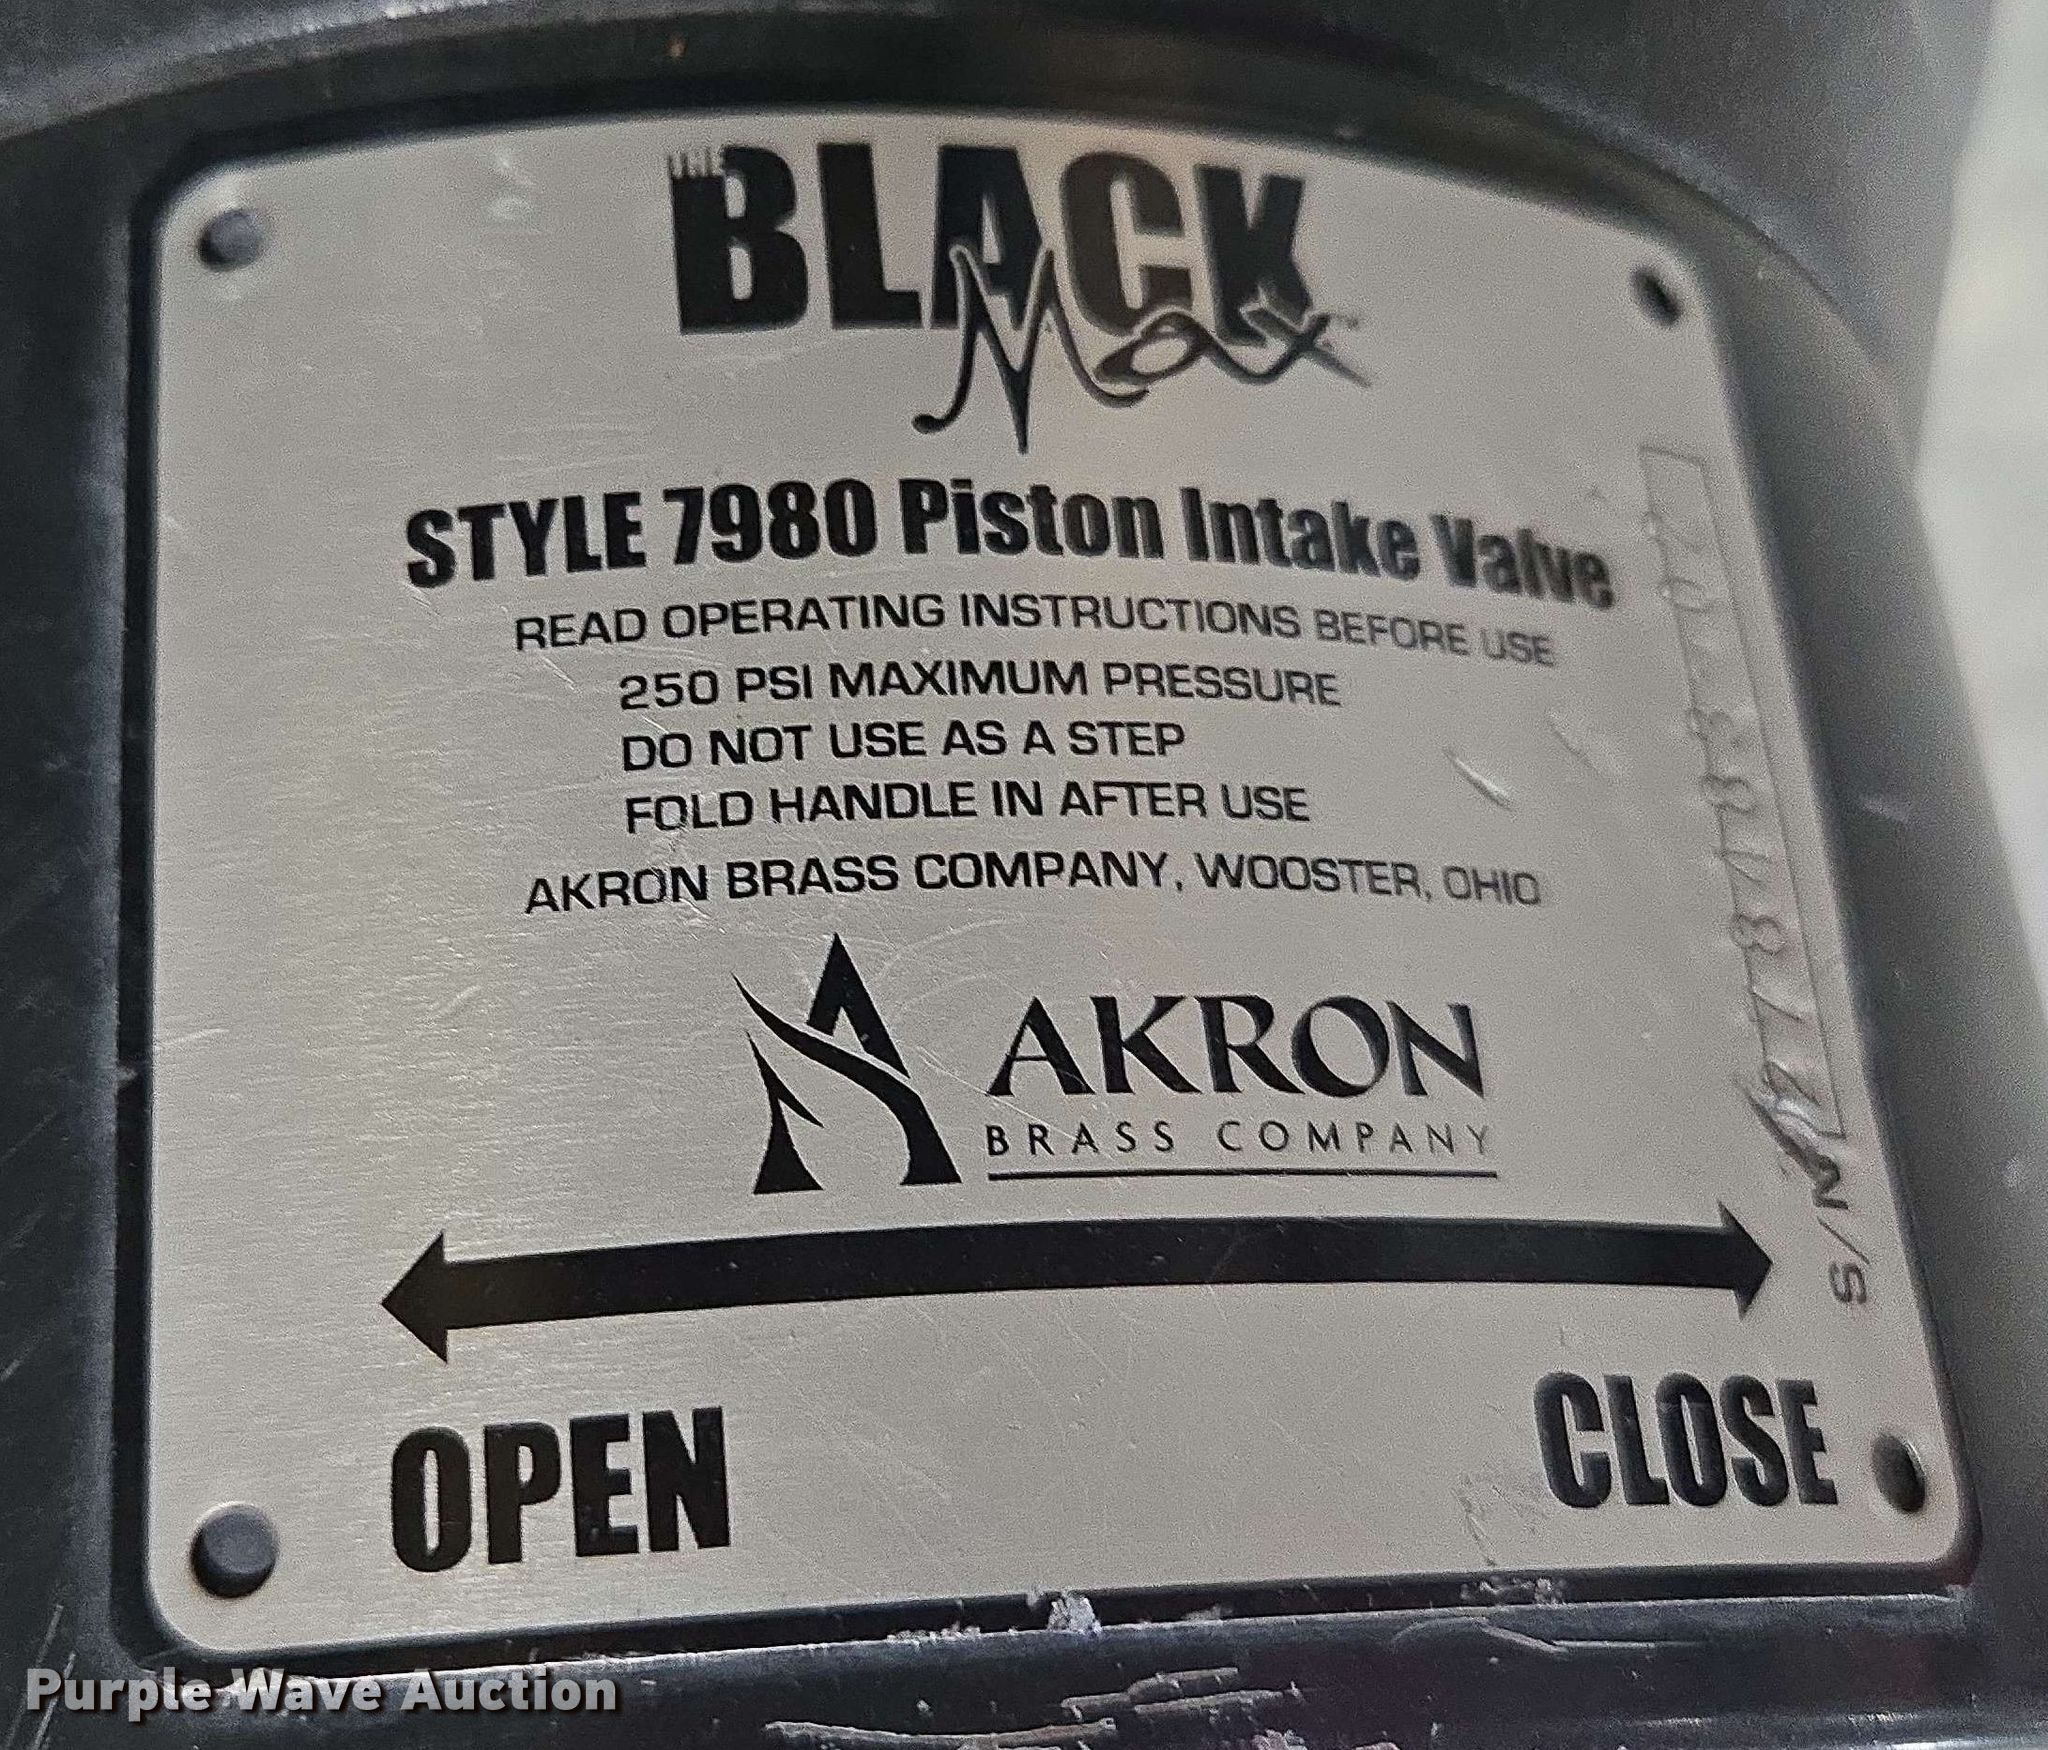 THE
BLACK
Max
STYLE 7980 Piston Intake Valve
READ OPERATING INSTRUCTIONS BEFORE USE
250 PSI MAXIMUM PRESSURE
DO NOT USE AS A STEP
FOLD HANDLE IN AFTER USE
AKRON BRASS COMPANY, WOOSTER, OHIO
AKRON
BRASS COMPANY
S/N
OPEN
CLOSE
Purple Wave Auction